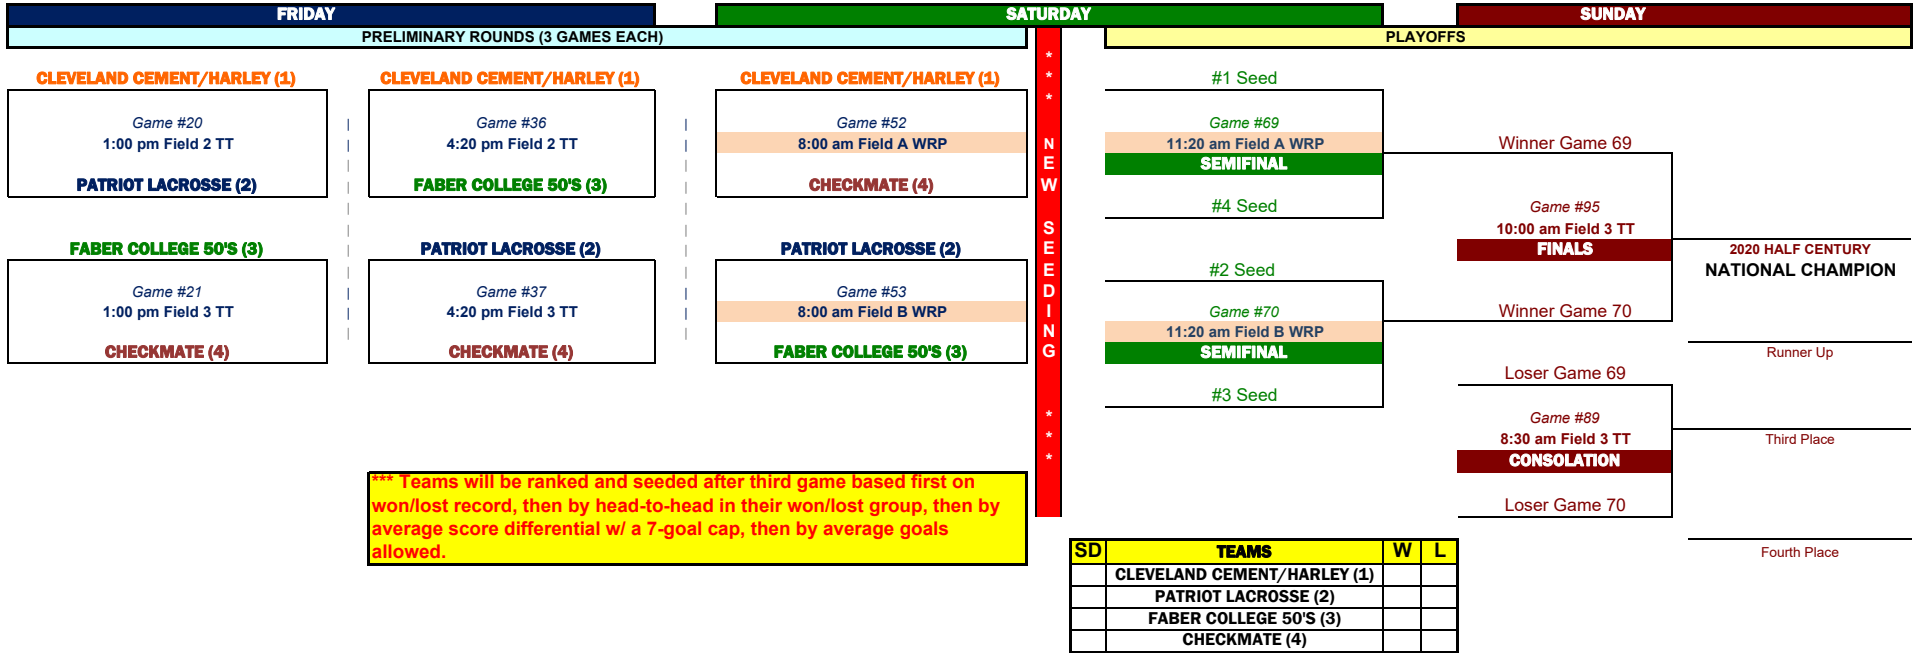 FRIDAY
SATURDAY
SUNDAY
PRELIMINARY ROUNDS (3 GAMES EACH)
PLAYOFFS
CLEVELAND CEMENT/HARLEY (1)
Game #20
1:00 pm Field 2 TT
PATRIOT LACROSSE (2)
FABER COLLEGE 50'S (3)
Game #21
1:00 pm Field 3 TT
CHECKMATE (4)
CLEVELAND CEMENT/HARLEY (1)
Game #36
4:20 pm Field 2 TT
FABER COLLEGE 50'S (3)
PATRIOT LACROSSE (2)
Game #37
4:20 pm Field 3 TT
CHECKMATE (4)
CLEVELAND CEMENT/HARLEY (1)
Game #52
8:00 am Field A WRP
CHECKMATE (4)
PATRIOT LACROSSE (2)
Game #53
8:00 am Field B WRP
FABER COLLEGE 50'S (3)
* * * NEW SEEDING * * *
#1 Seed
Game #69
11:20 am Field A WRP
SEMIFINAL
#4 Seed
#2 Seed
Game #70
11:20 am Field B WRP
SEMIFINAL
#3 Seed
Winner Game 69
Game #95
10:00 am Field 3 TT
FINALS
Winner Game 70
2020 HALF CENTURY
NATIONAL CHAMPION
Runner Up
Loser Game 69
Game #89
8:30 am Field 3 TT
CONSOLATION
Loser Game 70
Third Place
Fourth Place
*** Teams will be ranked and seeded after third game based first on
won/lost record, then by head-to-head in their won/lost group, then by
average score differential w/ a 7-goal cap, then by average goals
allowed.
SD TEAMS W L
CLEVELAND CEMENT/HARLEY (1)
PATRIOT LACROSSE (2)
FABER COLLEGE 50'S (3)
CHECKMATE (4)